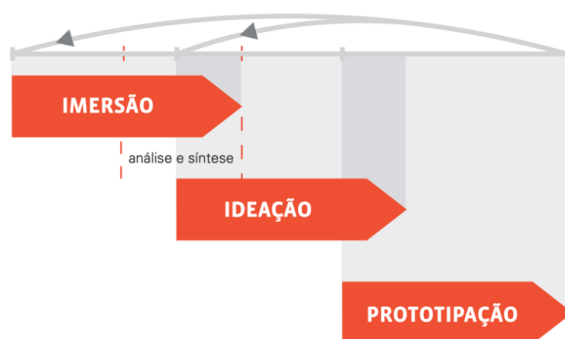 IMERSÃO
análise e síntese
IDEAÇÃO
PROTOTIPAÇÃO